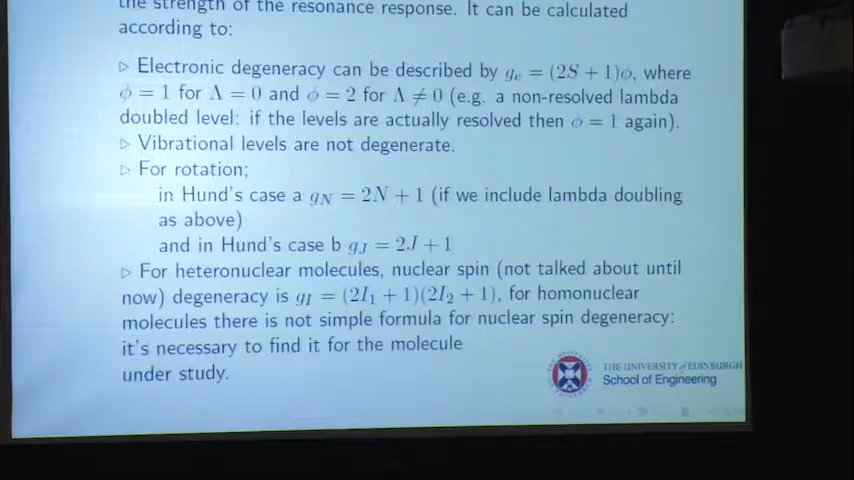 the strength of the resonance response. It can be calculated
according to:
▷ Electronic degeneracy can be described by gₑ = (2S + 1)ϕ, where
ϕ = 1 for Λ = 0 and ϕ = 2 for Λ ≠ 0 (e.g. a non-resolved lambda
doubled level: if the levels are actually resolved then ϕ = 1 again).
▷ Vibrational levels are not degenerate.
▷ For rotation;
in Hund's case a g_N = 2N + 1 (if we include lambda doubling
as above)
and in Hund's case b g_J = 2J + 1
▷ For heteronuclear molecules, nuclear spin (not talked about until
now) degeneracy is g_I = (2I₁ + 1)(2I₂ + 1), for homonuclear
molecules there is not simple formula for nuclear spin degeneracy:
it's necessary to find it for the molecule
under study.
THE UNIVERSITY of EDINBURGH
School of Engineering